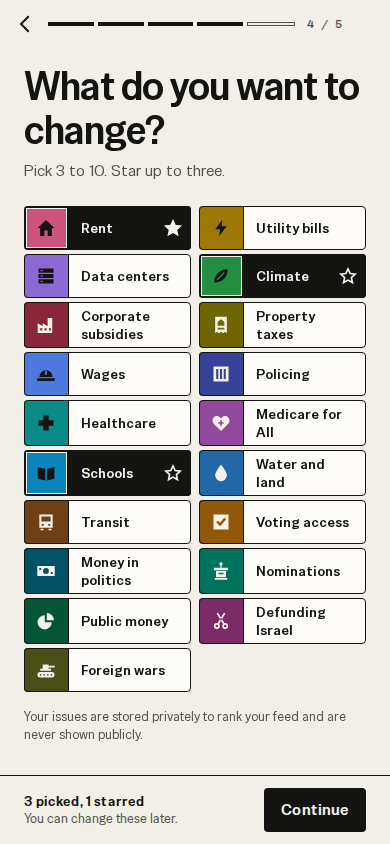 4 / 5
What do you want to
change?
Pick 3 to 10. Star up to three.
Rent
Utility bills
Data centers
Climate
Corporate
subsidies
Property
taxes
Wages
Policing
Healthcare
Medicare for
All
Schools
Water and
land
Transit
Voting access
Money in
politics
Nominations
Public money
Defunding
Israel
Foreign wars
Your issues are stored privately to rank your feed and are
never shown publicly.
3 picked, 1 starred
You can change these later.
Continue